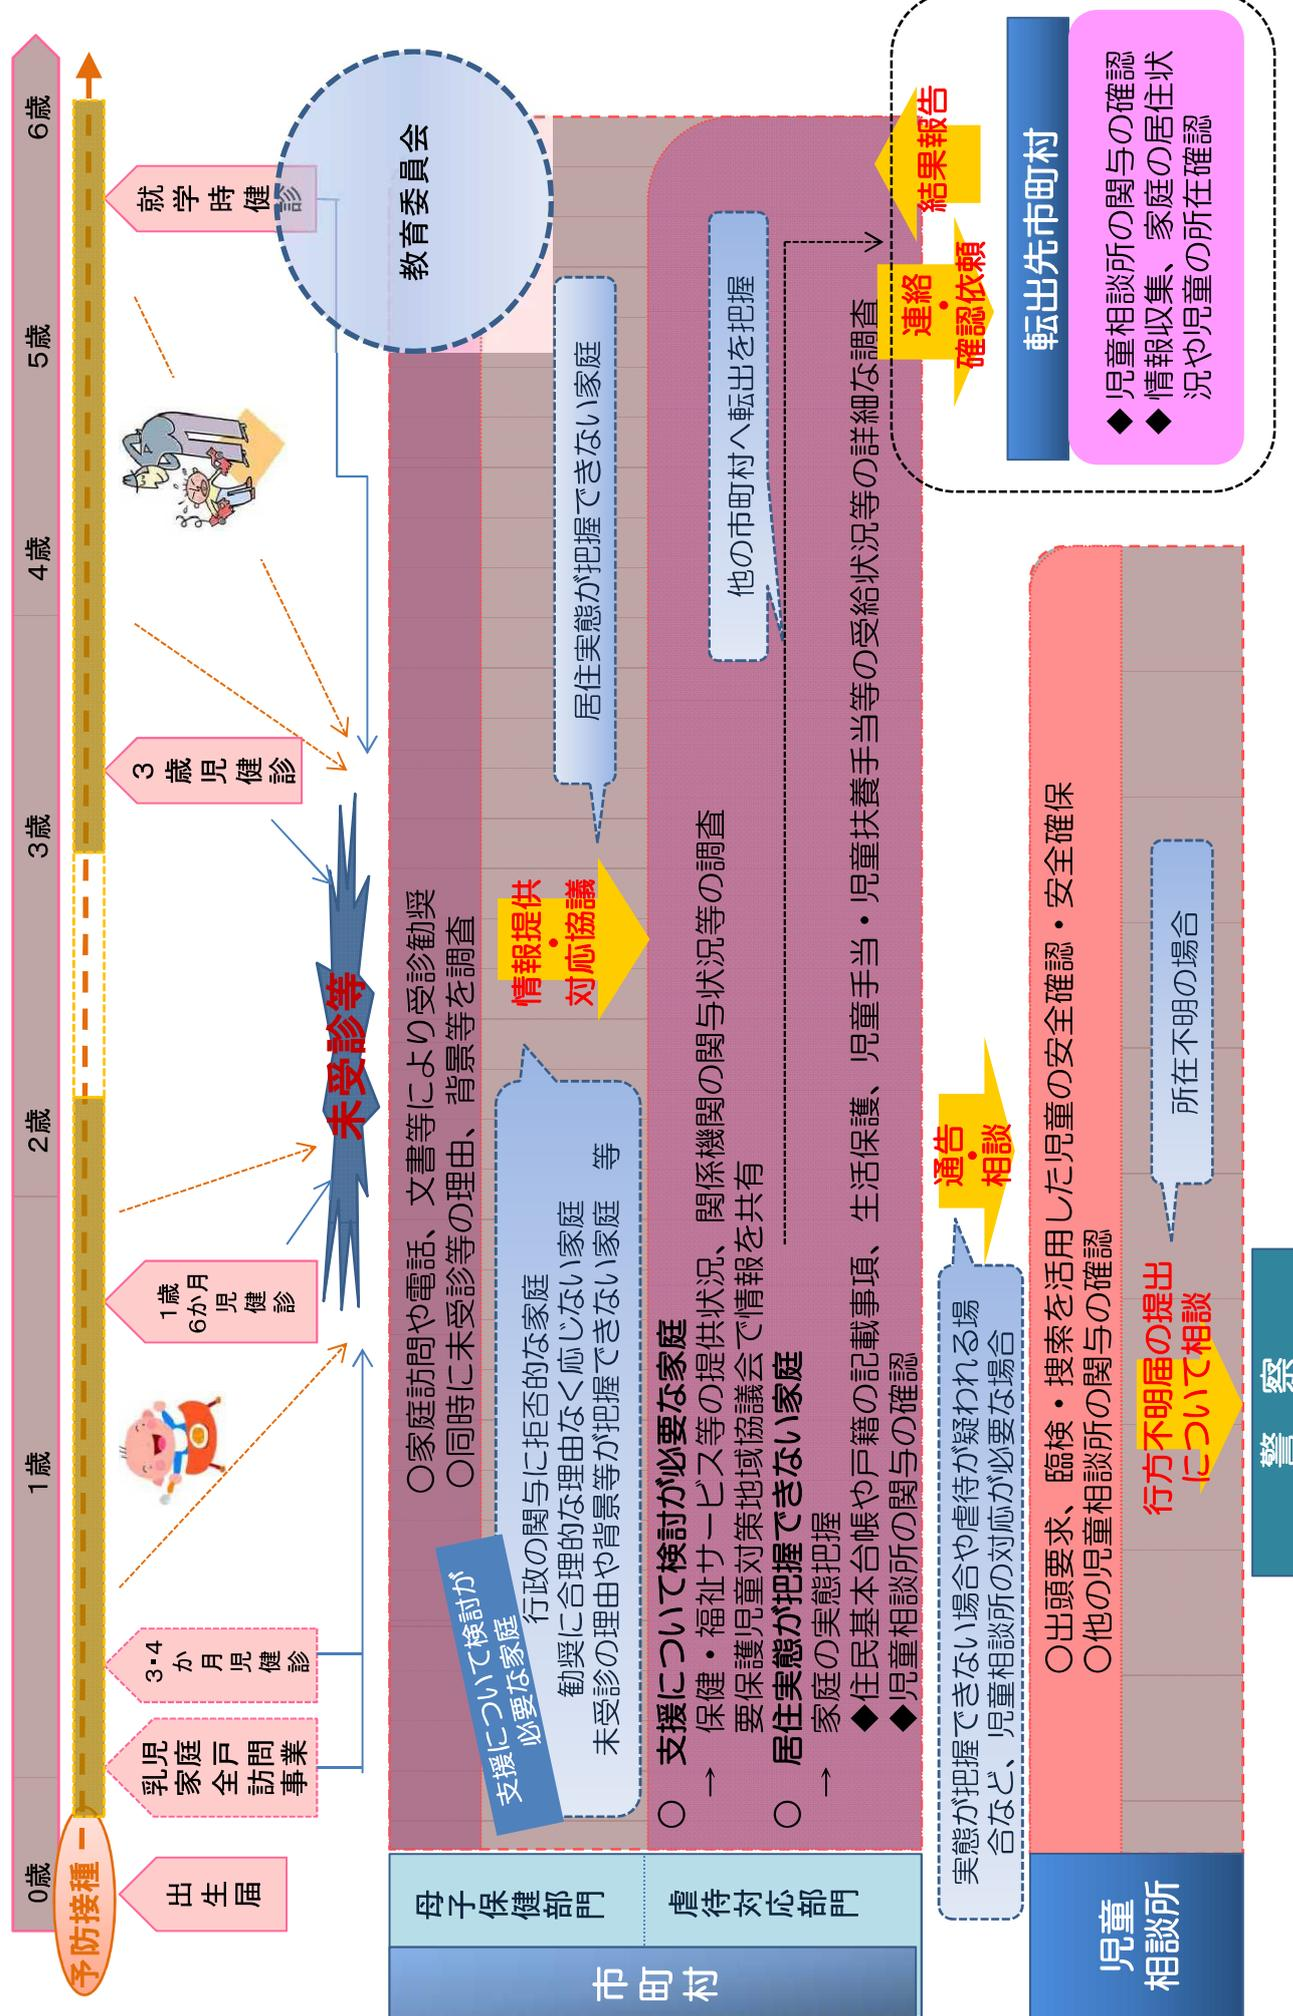 0歳
1歳
2歳
3歳
4歳
5歳
6歳
予防接種
出生届
乳児
家庭
全戸
訪問
事業
3・4
か
月
児
健
診
1歳
6か月
児
健
診
3
歳
児
健
診
就
学
時
健
診
未受診等
教育委員会
市町村
母子保健部門
○家庭訪問や電話、文書等により受診勧奨
○同時に未受診等の理由、背景等を調査
支援について検討が
必要な家庭
行政の関与に拒否的な家庭
勧奨に合理的な理由なく応じない家庭
未受診の理由や背景等が把握できない家庭 等
情報提供
・
対応協議
居住実態が把握できない家庭
虐待対応部門
○ 支援について検討が必要な家庭
→ 保健・福祉サービス等の提供状況、関係機関の関与状況等の調査
要保護児童対策地域協議会で情報を共有
○ 居住実態が把握できない家庭
→ 家庭の実態把握
◆住民基本台帳や戸籍の記載事項、生活保護、児童手当・児童扶養手当等の受給状況等の詳細な調査
◆児童相談所の関与の確認
他の市町村へ転出を把握
連絡
・
確認依頼
結果報告
転出先市町村
◆ 児童相談所の関与の確認
◆ 情報収集、家庭の居住状
況や児童の所在確認
実態が把握できない場合や虐待が疑われる場
合など、児童相談所の対応が必要な場合
通告
・
相談
児童
相談所
○出頭要求、臨検・捜索を活用した児童の安全確認・安全確保
○他の児童相談所の関与の確認
所在不明の場合
行方不明届の提出
について相談
警 察